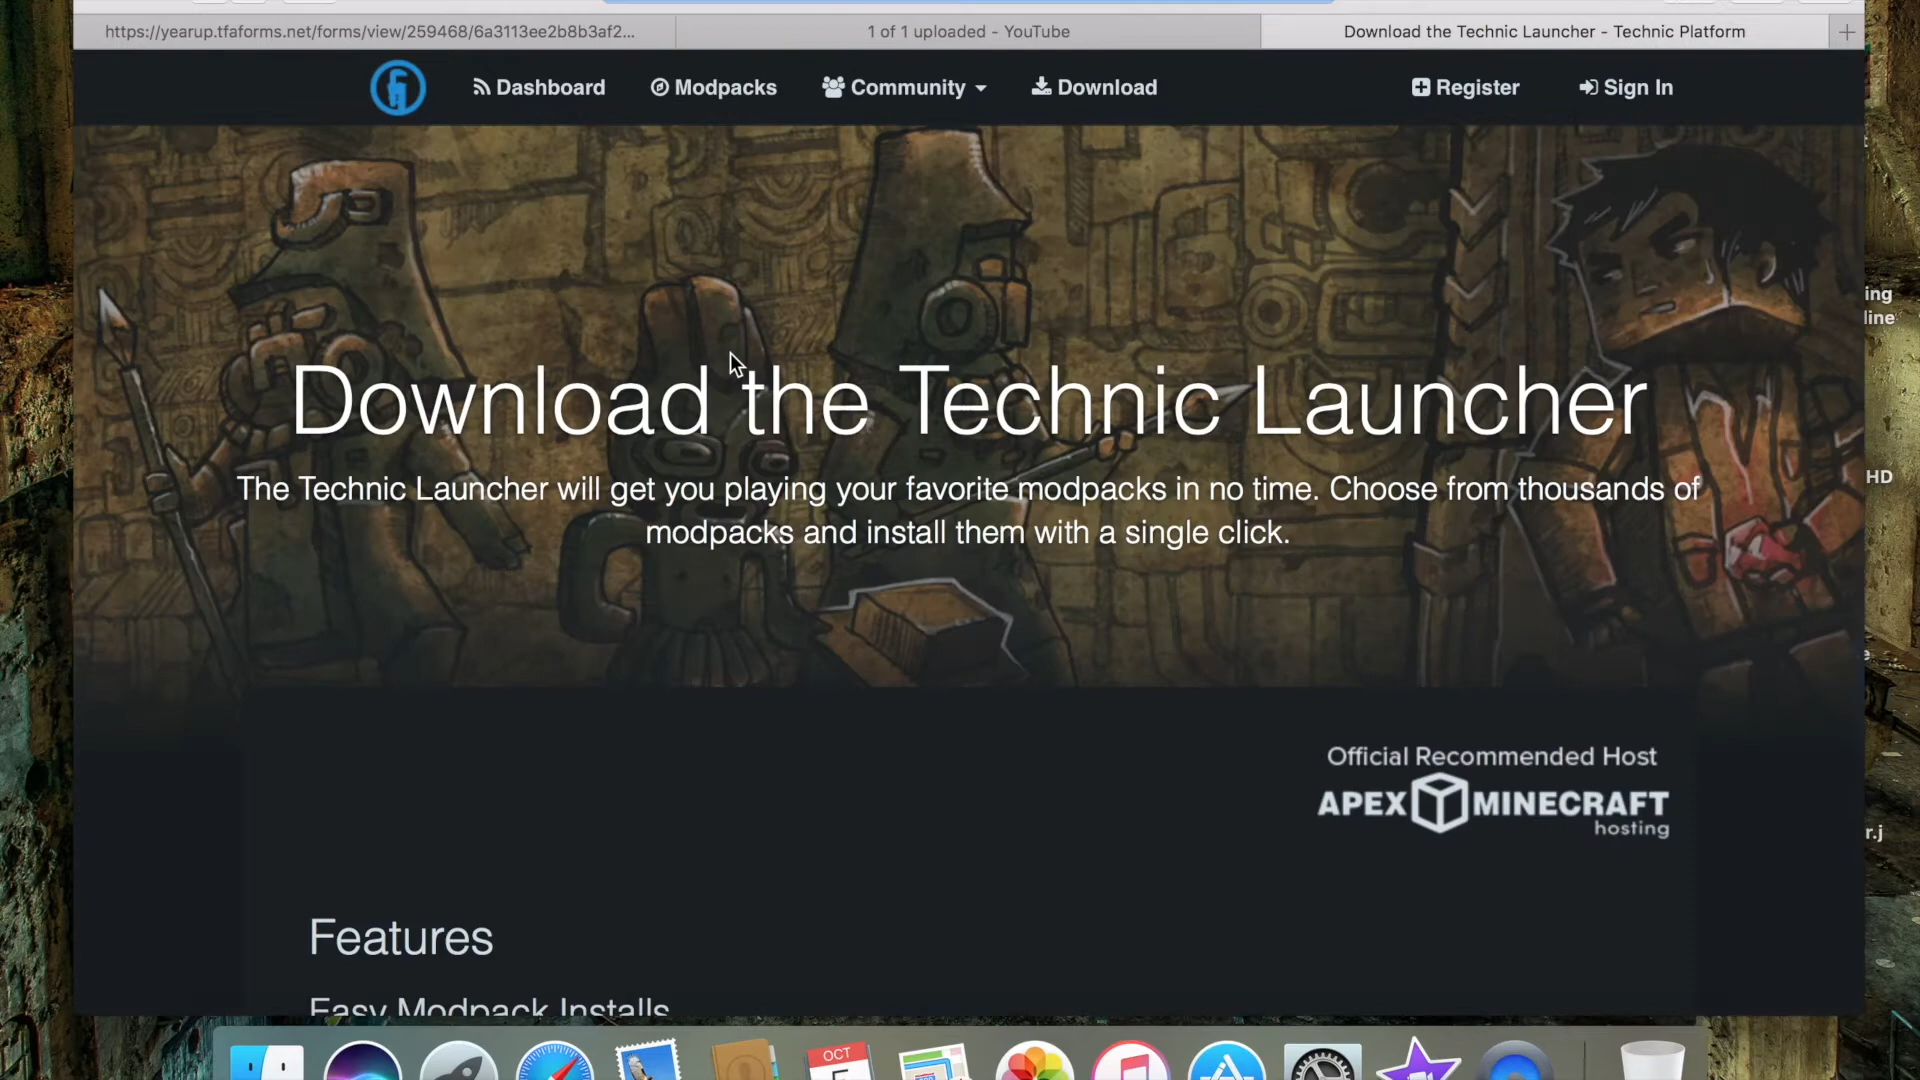 https://yearup.tfaforms.net/forms/view/259468/6a3113ee2b8b3af2...
1 of 1 uploaded - YouTube
Download the Technic Launcher - Technic Platform
Dashboard
Modpacks
Community
Download
Register
Sign In
ing
line
Download the Technic Launcher
HD
The Technic Launcher will get you playing your favorite modpacks in no time. Choose from thousands of
modpacks and install them with a single click.
Official Recommended Host
APEX MINECRAFT
hosting
r.j
Features
Easy Modpack Installs
OCT